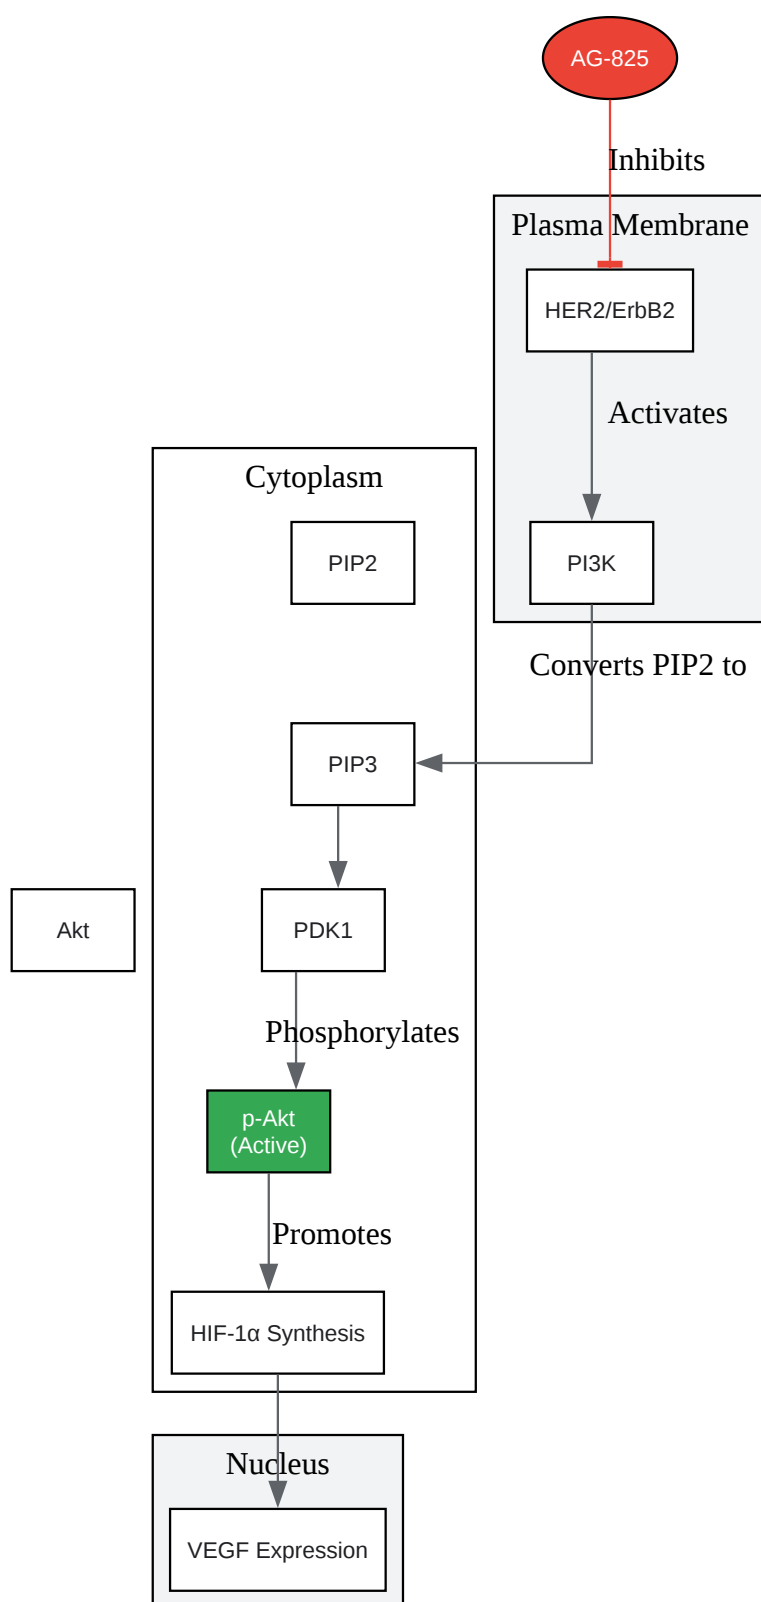 AG-825
Inhibits
Plasma Membrane
HER2/ErbB2
Activates
Cytoplasm
PIP2
PI3K
Converts PIP2 to
PIP3
Akt
PDK1
Phosphorylates
p-Akt
(Active)
Promotes
HIF-1α Synthesis
Nucleus
VEGF Expression